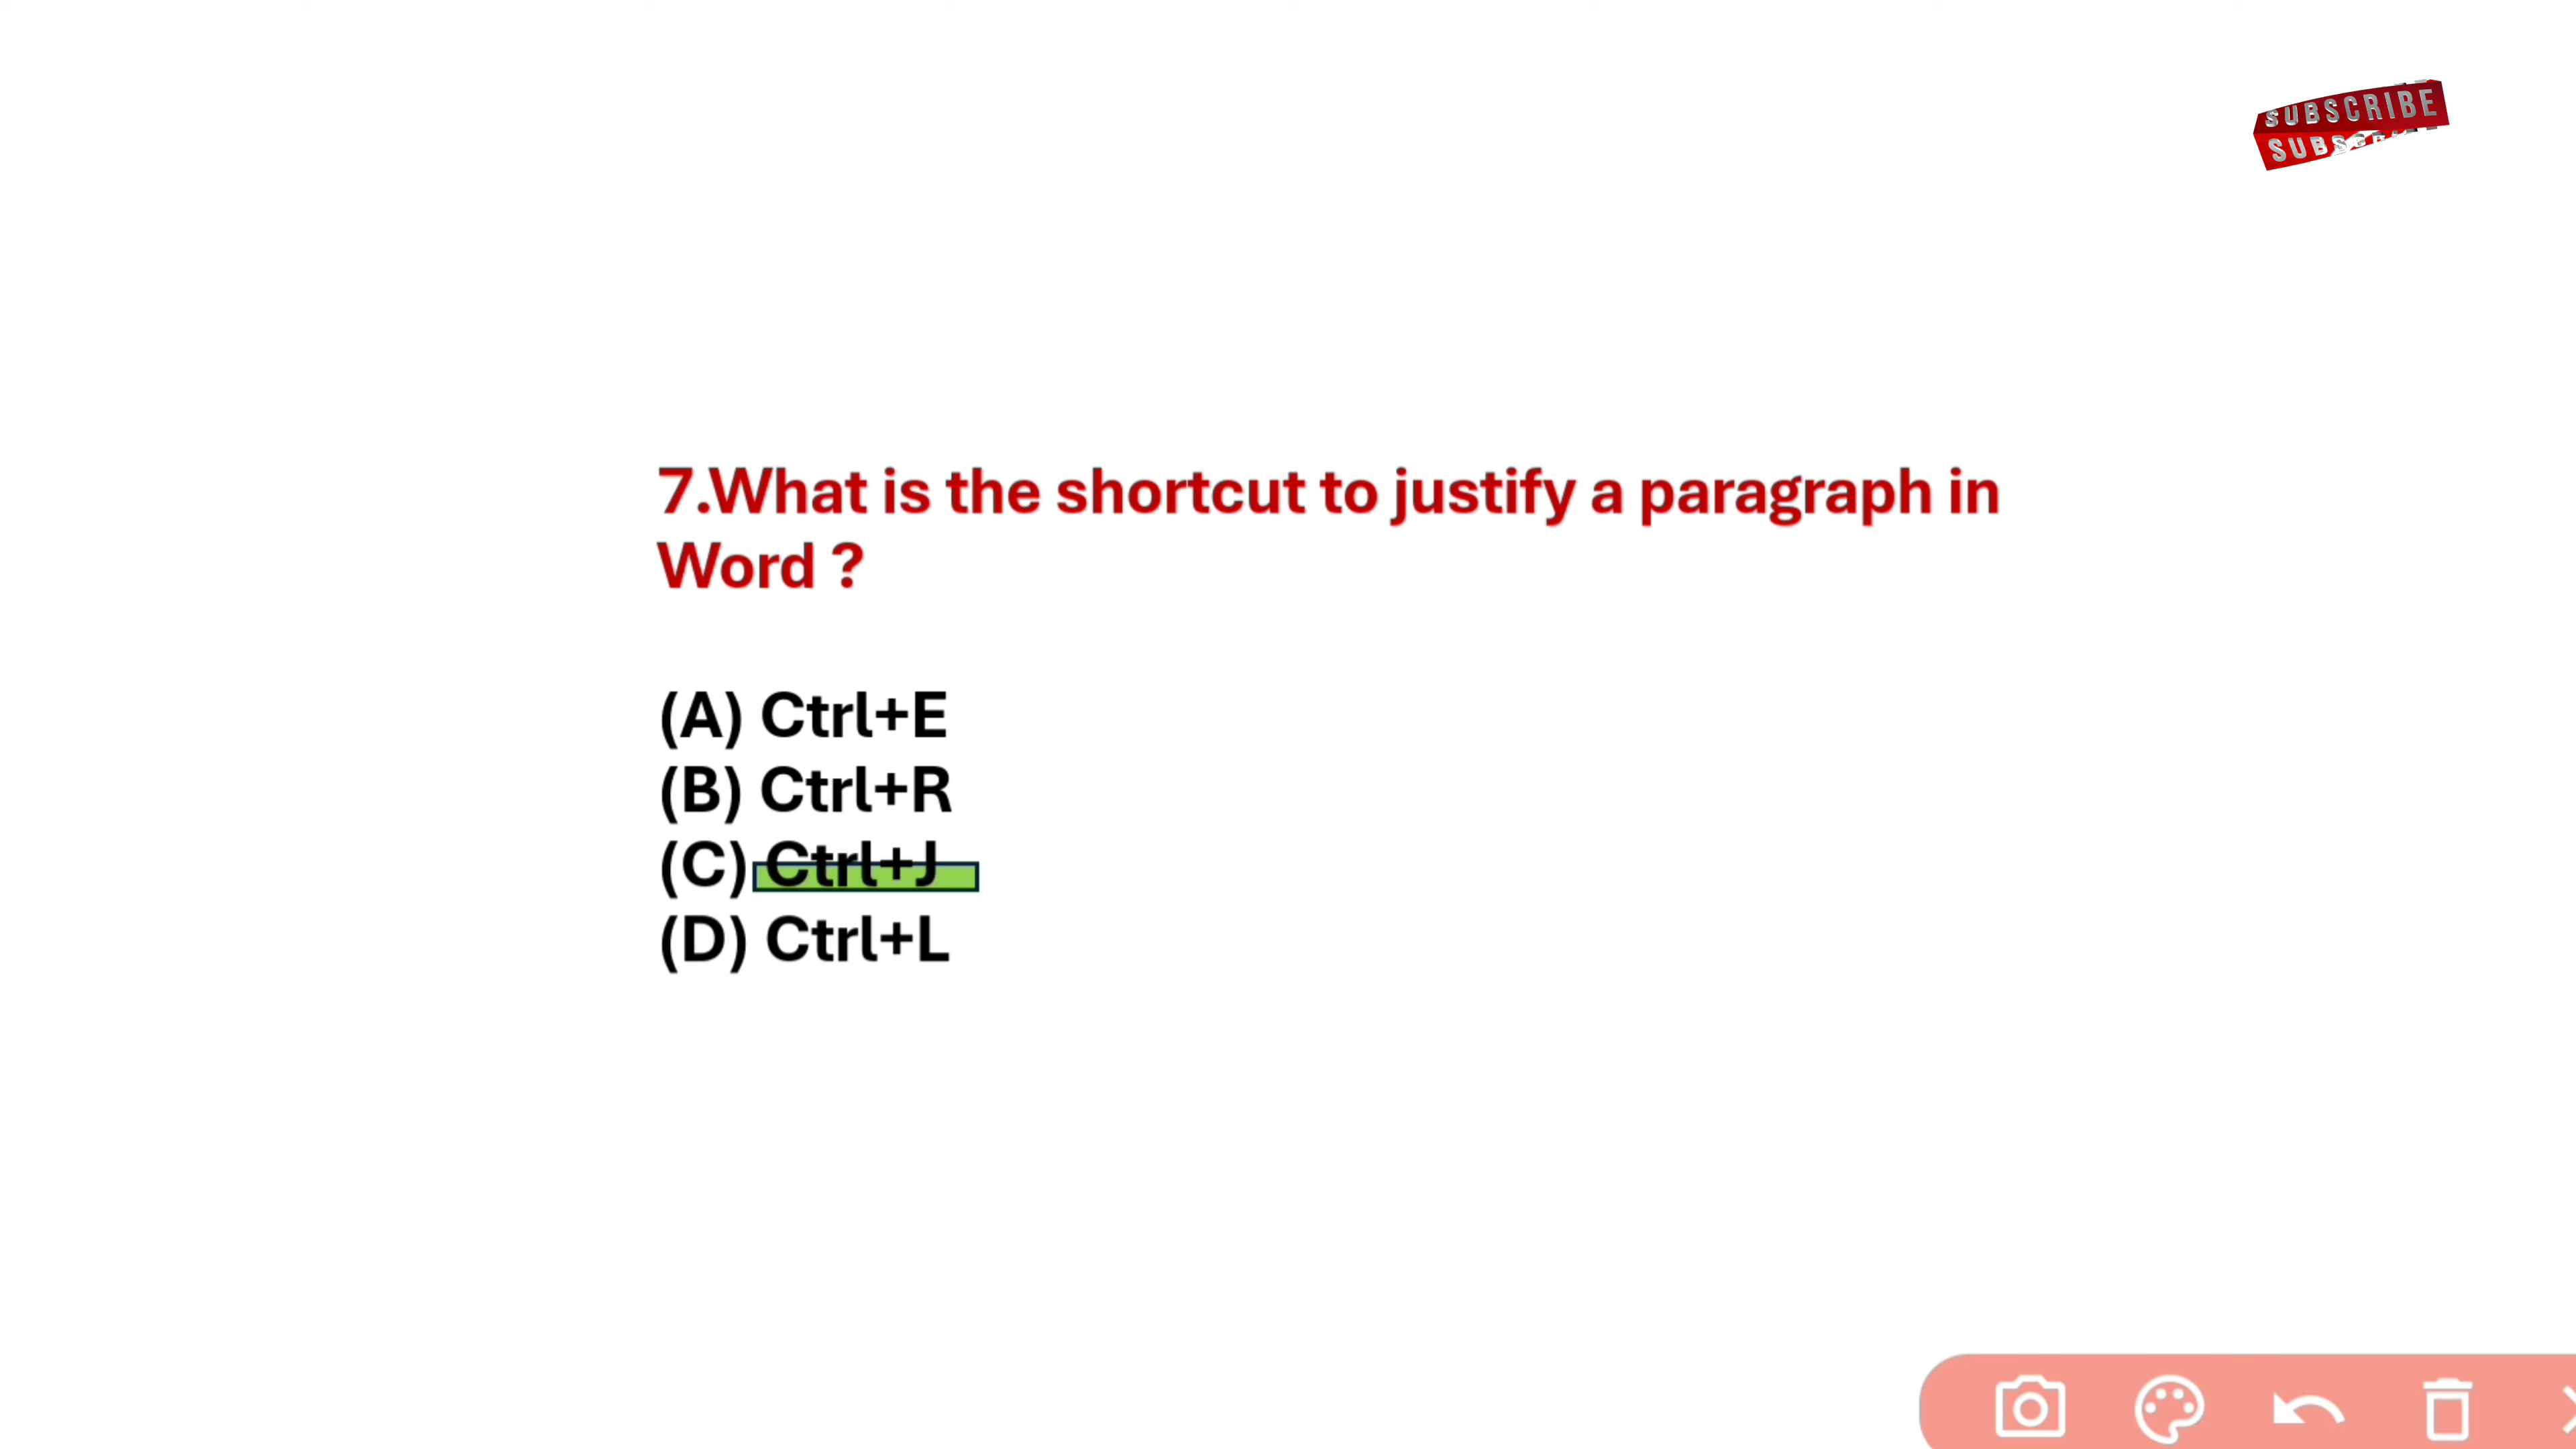 SUBSCRIBE
7.What is the shortcut to justify a paragraph in
Word ?
(A) Ctrl+E
(B) Ctrl+R
(C) Ctrl+J
(D) Ctrl+L